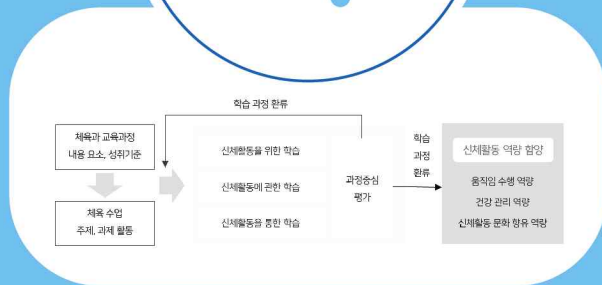 학습 과정 환류
체육과 교육과정
내용 요소, 성취기준
체육 수업
주제, 과제 활동
신체활동을 위한 학습
신체활동에 관한 학습
신체활동을 통한 학습
과정중심
평가
학습
과정
환류
신체활동 역량 함양
움직임 수행 역량
건강 관리 역량
신체활동 문화 향유 역량